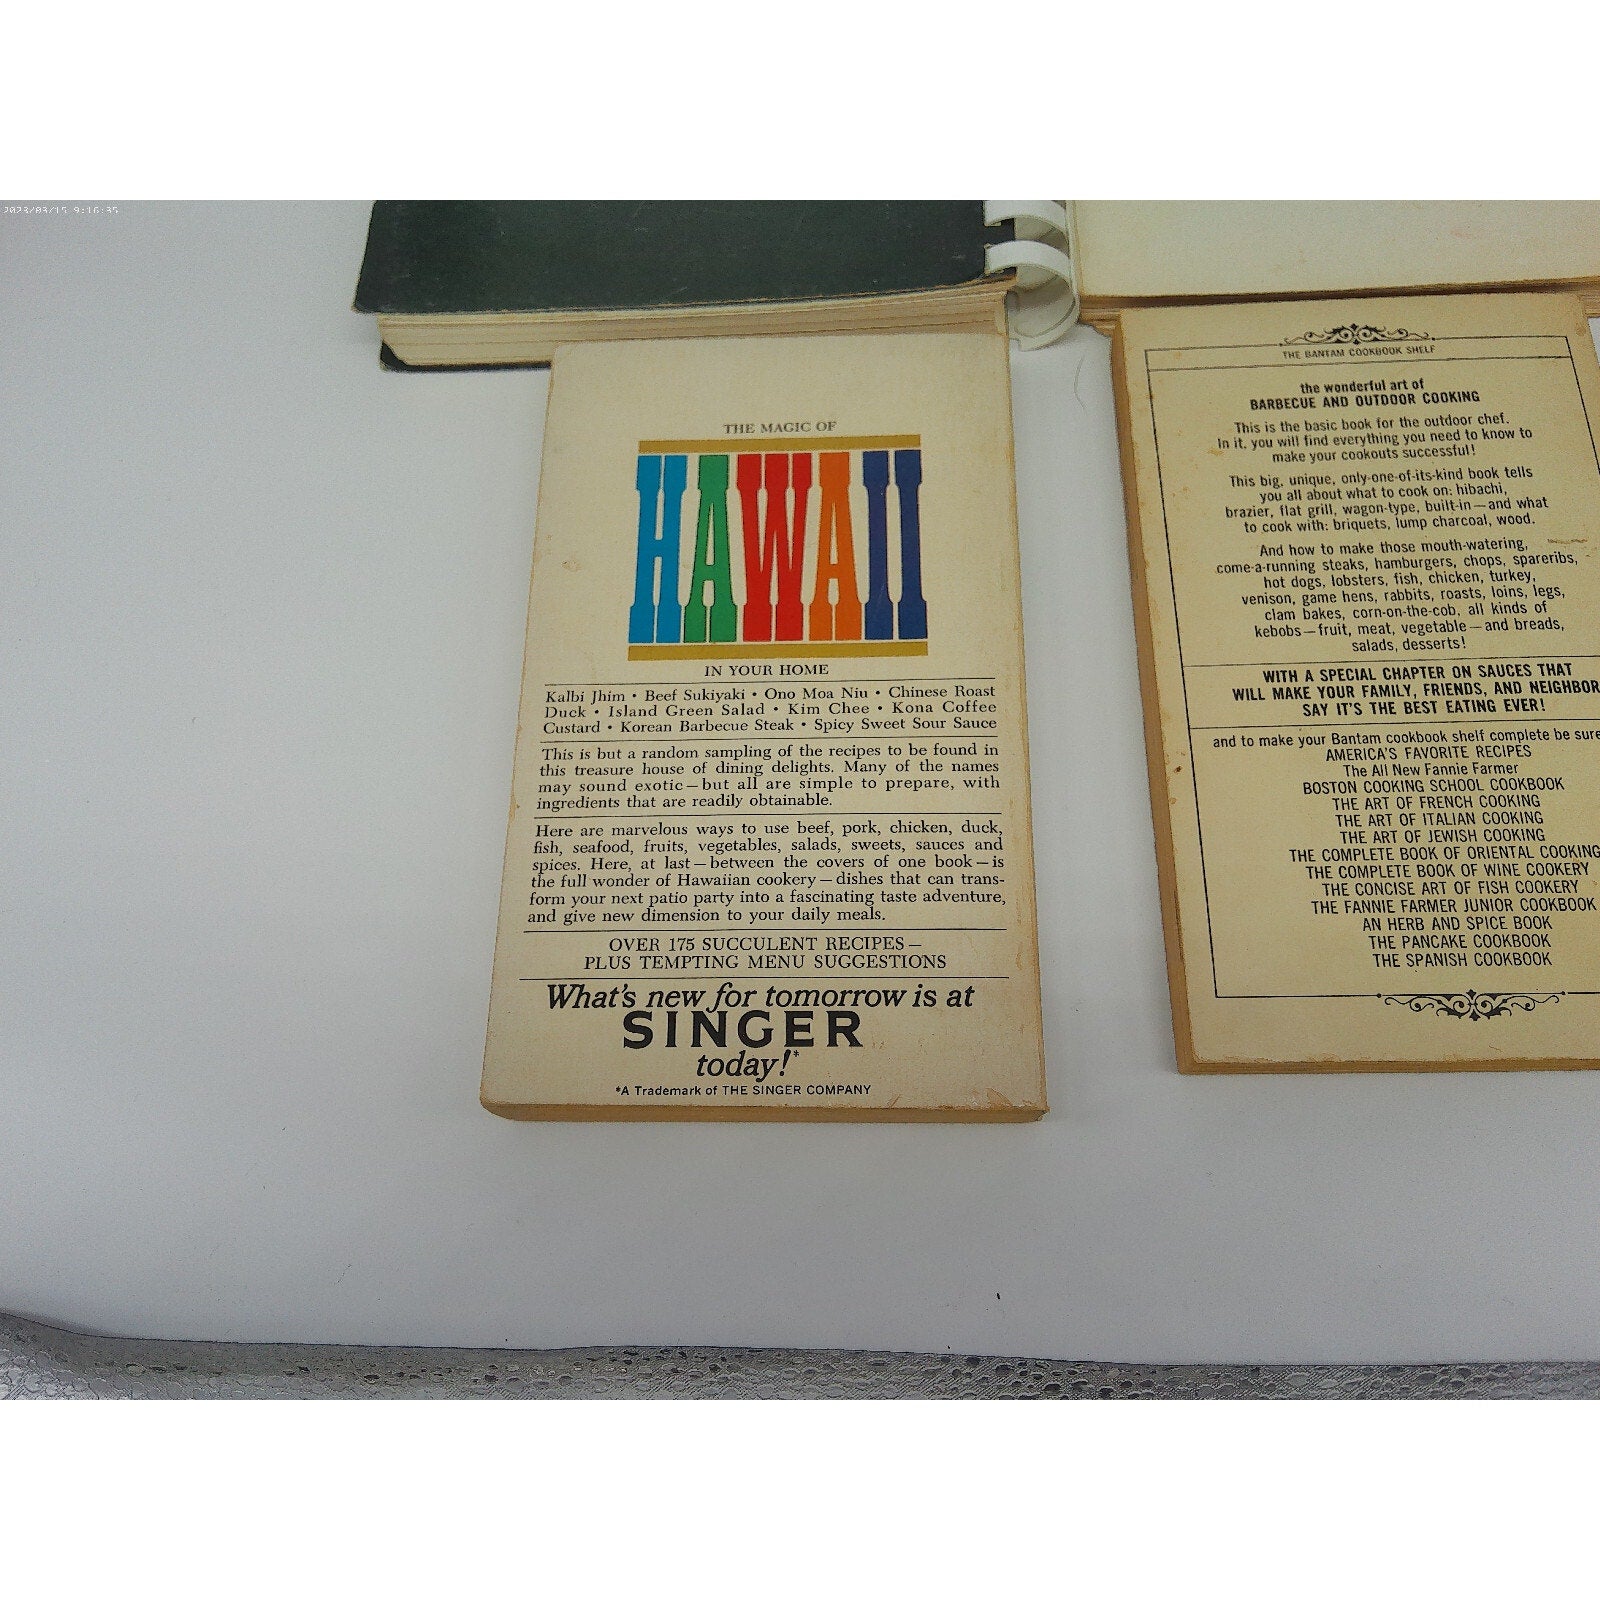 2023/03/15 9:16:35
THE MAGIC OF
HAWAII
IN YOUR HOME
Kalbi Jhim • Beef Sukiyaki • Ono Moa Niu • Chinese Roast
Duck • Island Green Salad • Kim Chee • Kona Coffee
Custard • Korean Barbecue Steak • Spicy Sweet Sour Sauce
This is but a random sampling of the recipes to be found in
this treasure house of dining delights. Many of the names
may sound exotic—but all are simple to prepare, with
ingredients that are readily obtainable.
Here are marvelous ways to use beef, pork, chicken, duck,
fish, seafood, fruits, vegetables, salads, sweets, sauces and
spices. Here, at last—between the covers of one book—is
the full wonder of Hawaiian cookery—dishes that can trans-
form your next patio party into a fascinating taste adventure,
and give new dimension to your daily meals.
OVER 175 SUCCULENT RECIPES—
PLUS TEMPTING MENU SUGGESTIONS
What's new for tomorrow is at
SINGER
today!*
*A Trademark of THE SINGER COMPANY
THE BANTAM COOKBOOK SHELF
the wonderful art of
BARBECUE AND OUTDOOR COOKING
This is the basic book for the outdoor chef.
In it, you will find everything you need to know to
make your cookouts successful!
This big, unique, only-one-of-its-kind book tells
you all about what to cook on: hibachi,
brazier, flat grill, wagon-type, built-in—and what
to cook with: briquets, lump charcoal, wood.
And how to make those mouth-watering,
come-a-running steaks, hamburgers, chops, spareribs,
hot dogs, lobsters, fish, chicken, turkey,
venison, game hens, rabbits, roasts, loins, legs,
clam bakes, corn-on-the-cob, all kinds of
kebobs—fruit, meat, vegetable—and breads,
salads, desserts!
WITH A SPECIAL CHAPTER ON SAUCES THAT
WILL MAKE YOUR FAMILY, FRIENDS, AND NEIGHBOR
SAY IT'S THE BEST EATING EVER!
and to make your Bantam cookbook shelf complete be sure
AMERICA'S FAVORITE RECIPES
The All New Fannie Farmer
BOSTON COOKING SCHOOL COOKBOOK
THE ART OF FRENCH COOKING
THE ART OF ITALIAN COOKING
THE ART OF JEWISH COOKING
THE COMPLETE BOOK OF ORIENTAL COOKING
THE COMPLETE BOOK OF WINE COOKERY
THE CONCISE ART OF FISH COOKERY
THE FANNIE FARMER JUNIOR COOKBOOK
AN HERB AND SPICE BOOK
THE PANCAKE COOKBOOK
THE SPANISH COOKBOOK